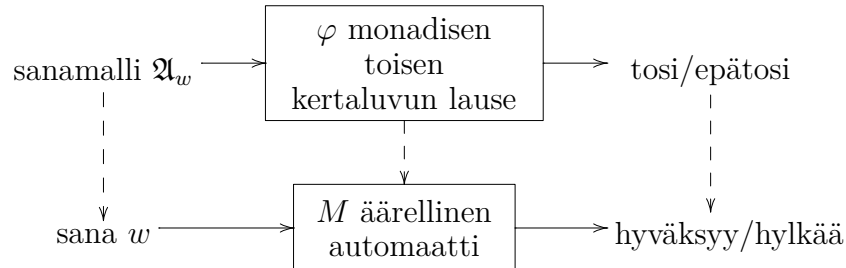 φ monadisen
sanamalli 𝔄_w toisen tosi/epätosi
kertaluvun lause
M äärellinen
sana w automaatti hyväksyy/hylkää